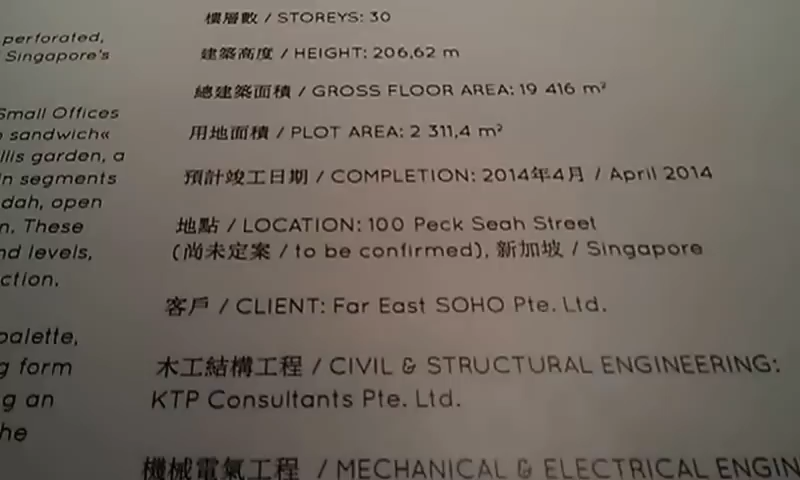 perforated,
Singapore's
Small Offices
sandwich«
garden, a
in segments
open
These
levels,
palette,
form
an
樓層數 / STOREYS: 30
建築高度 / HEIGHT: 206,62 m
總建築面積 / GROSS FLOOR AREA: 19 416 m²
用地面積 / PLOT AREA: 2 311,4 m²
預計竣工日期 / COMPLETION: 2014年4月 / April 2014
地點 / LOCATION: 100 Peck Seah Street
(尚未定案 / to be confirmed), 新加坡 / Singapore
客戶 / CLIENT: Far East SOHO Pte. Ltd.
木工結構工程 / CIVIL & STRUCTURAL ENGINEERING:
KTP Consultants Pte. Ltd.
機械電氣工程 / MECHANICAL & ELECTRICAL ENGIN